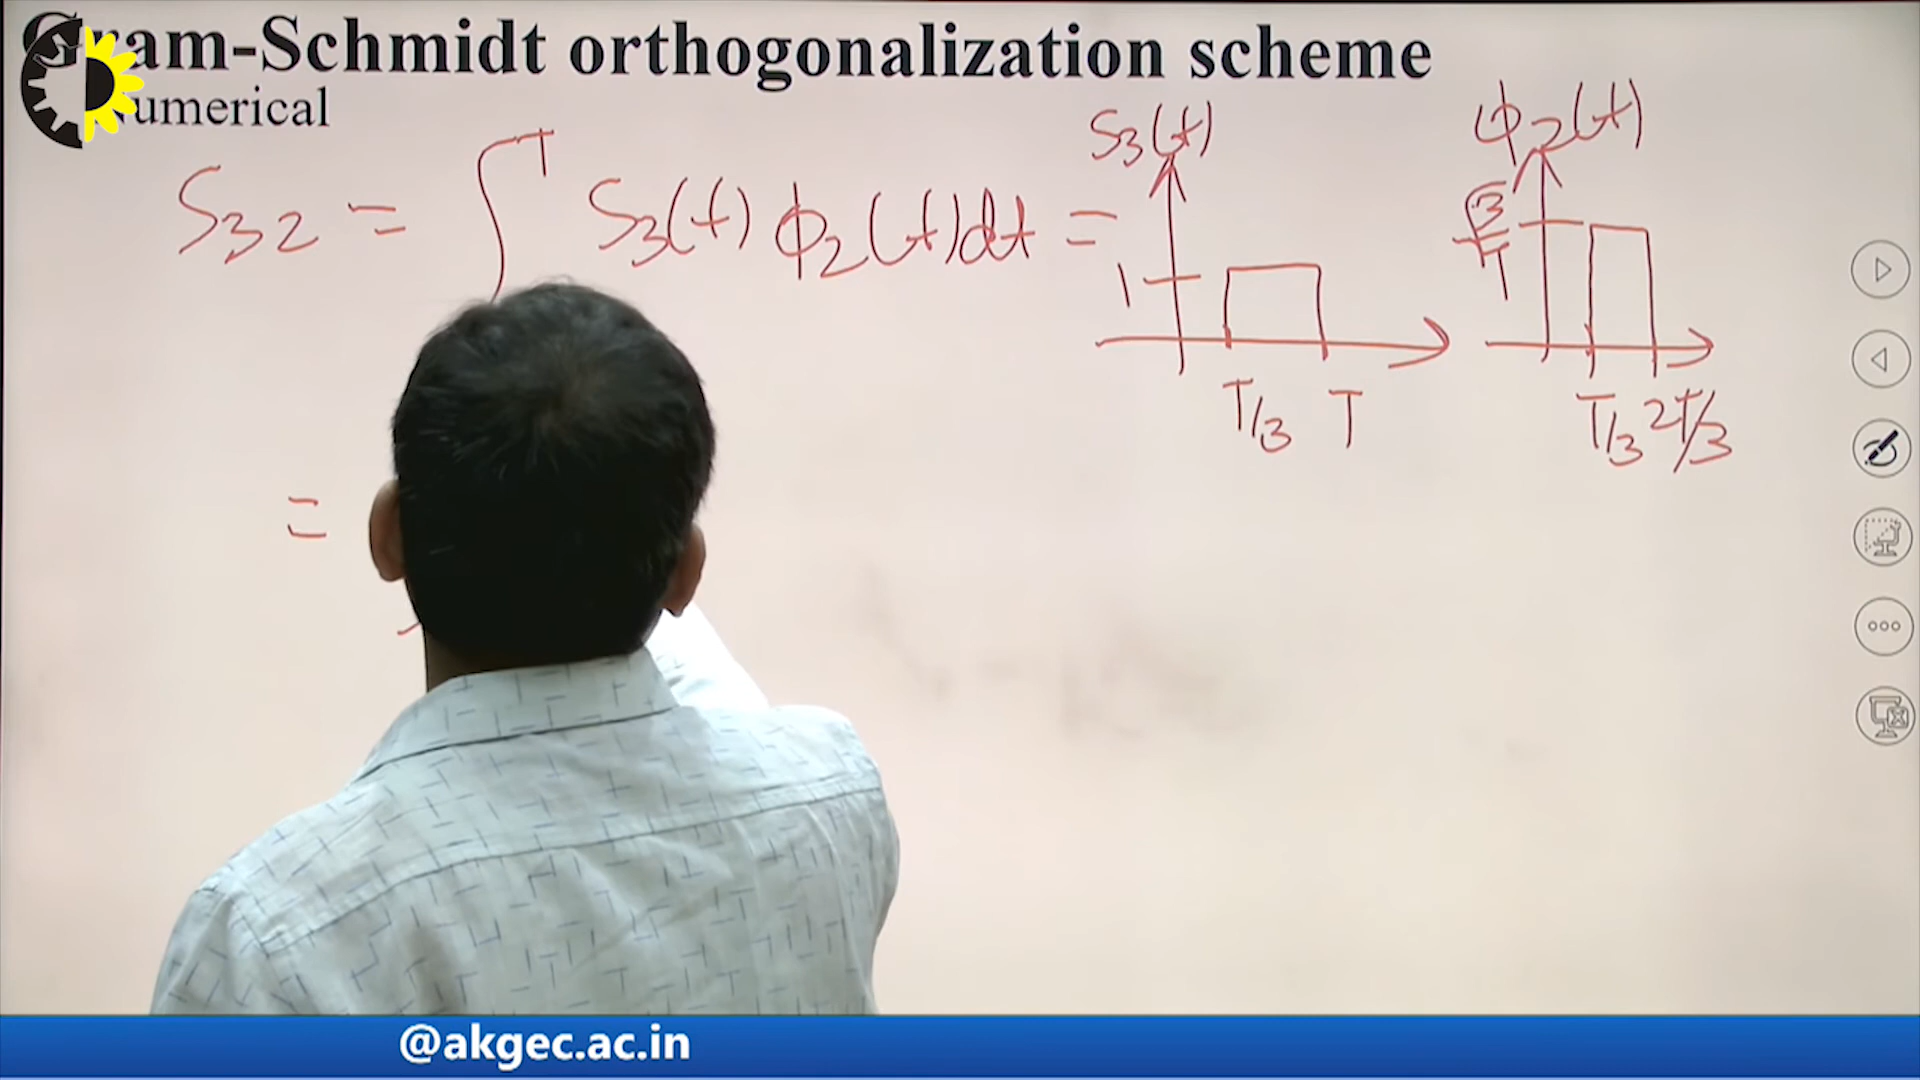 Gram-Schmidt orthogonalization scheme
Numerical
S32 = ∫ T S3(t) ϕ2(t)dt =
S3(t)
1
T/3 T
ϕ2(t)
√3/T
T/3 2T/3
=
@akgec.ac.in